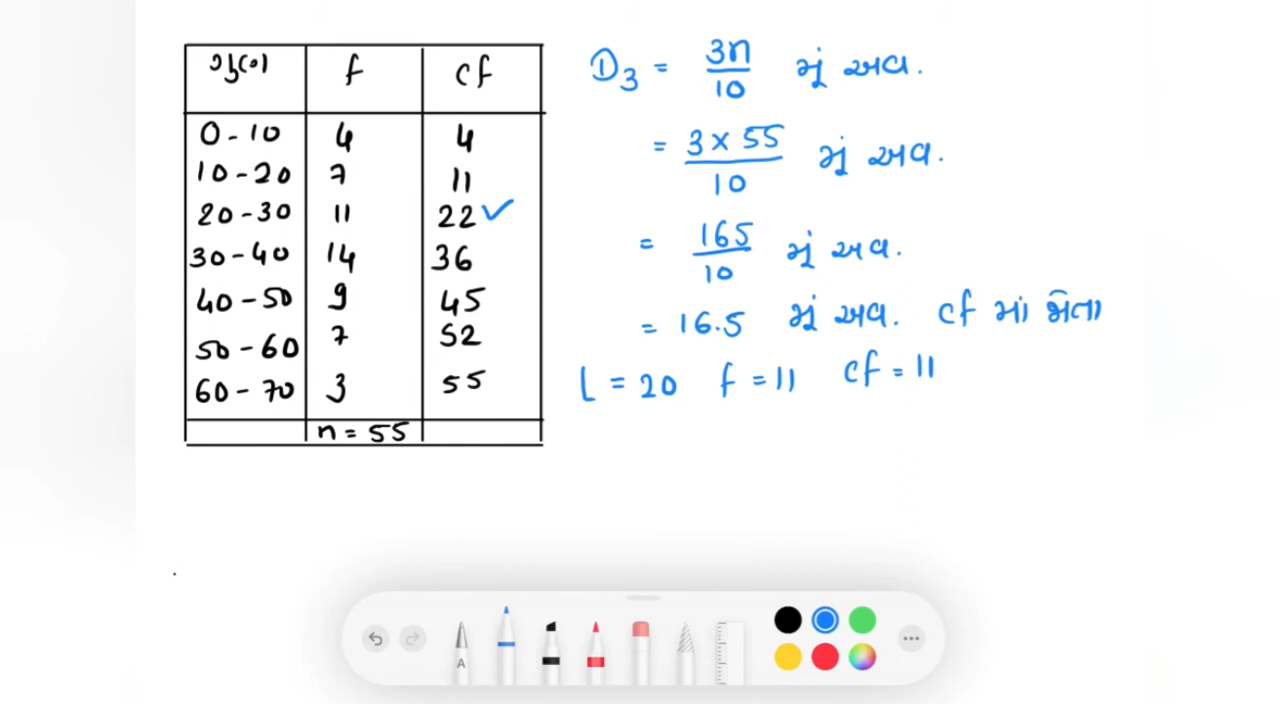 ગુણ f cf
0-10 4 4
10-20 7 11
20-30 11 22 ✓
30-40 14 36
40-50 9 45
50-60 7 52
60-70 3 55
n = 55
D₃ = 3n/10 મું અવ.
= 3 × 55/10 મું અવ.
= 165/10 મું અવ.
= 16.5 મું અવ. cf માં જોતા
L = 20 f = 11 cf = 11
A